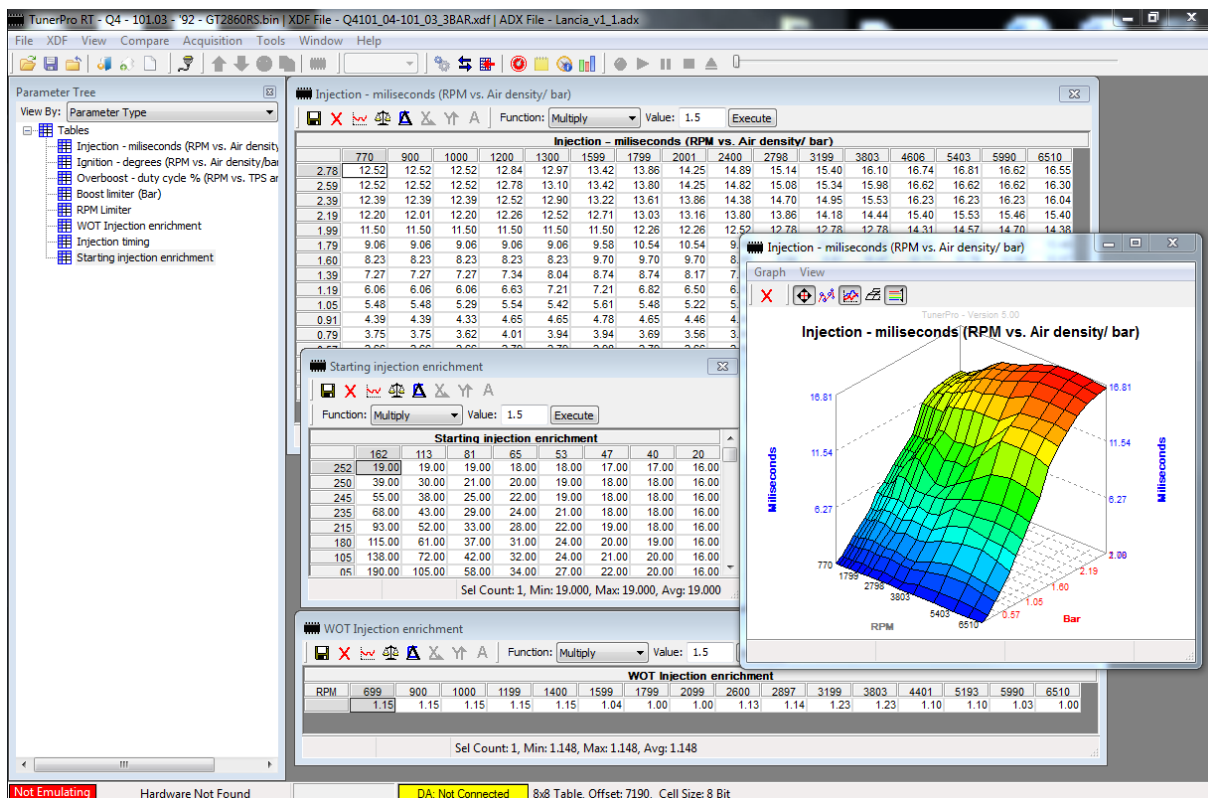 TunerPro RT - Q4 - 101.03 - '92 - GT2860RS.bin | XDF File - Q4101_04-101_03_3BAR.xdf | ADX File - Lancia_v1_1.adx
File XDF View Compare Acquisition Tools Window Help
Parameter Tree
View By: Parameter Type
Tables
Injection - miliseconds (RPM vs. Air density
Ignition - degrees (RPM vs. Air density/bar
Overboost - duty cycle % (RPM vs. TPS ar
Boost limiter (Bar)
RPM Limiter
WOT Injection enrichment
Injection timing
Starting injection enrichment
Injection - miliseconds (RPM vs. Air density/ bar)
Function: Multiply Value: 1.5 Execute
Injection - miliseconds (RPM vs. Air density/ bar)
770 900 1000 1200 1300 1599 1799 2001 2400 2798 3199 3803 4606 5403 5990 6510
2.78 12.52 12.52 12.52 12.84 12.97 13.42 13.86 14.25 14.89 15.14 15.40 16.10 16.74 16.81 16.62 16.55
2.59 12.52 12.52 12.52 12.78 13.10 13.42 13.80 14.25 14.82 15.08 15.34 15.98 16.62 16.62 16.62 16.30
2.39 12.39 12.39 12.39 12.52 12.90 13.22 13.61 13.86 14.38 14.70 14.95 15.53 16.23 16.23 16.23 16.04
2.19 12.20 12.01 12.20 12.26 12.52 12.71 13.03 13.16 13.80 13.86 14.18 14.44 15.40 15.53 15.46 15.40
1.99 11.50 11.50 11.50 11.50 11.50 11.50 12.26 12.26 12.52 12.78 12.78 12.78 14.31 14.57 14.70 14.38
1.79 9.06 9.06 9.06 9.06 9.06 9.58 10.54 10.54 9.
1.60 8.23 8.23 8.23 8.23 8.23 9.70 9.70 9.70 8.
1.39 7.27 7.27 7.27 7.34 8.04 8.74 8.74 8.17 7.
1.19 6.06 6.06 6.06 6.63 7.21 7.21 6.82 6.50 6.
1.05 5.48 5.48 5.29 5.54 5.42 5.61 5.48 5.22 5.
0.91 4.39 4.39 4.33 4.65 4.65 4.78 4.65 4.46 4.
0.79 3.75 3.75 3.62 4.01 3.94 3.94 3.69 3.56 3.
Starting injection enrichment
Function: Multiply Value: 1.5 Execute
Starting injection enrichment
162 113 81 65 53 47 40 20
252 19.00 19.00 19.00 18.00 18.00 17.00 17.00 16.00
250 39.00 30.00 21.00 20.00 19.00 18.00 18.00 16.00
245 55.00 38.00 25.00 22.00 19.00 18.00 18.00 16.00
235 68.00 43.00 29.00 24.00 21.00 18.00 18.00 16.00
215 93.00 52.00 33.00 28.00 22.00 19.00 18.00 16.00
180 115.00 61.00 37.00 31.00 24.00 20.00 19.00 16.00
105 138.00 72.00 42.00 32.00 24.00 21.00 20.00 16.00
95 190.00 105.00 58.00 34.00 27.00 22.00 20.00 16.00
Sel Count: 1, Min: 19.000, Max: 19.000, Avg: 19.000
WOT Injection enrichment
Function: Multiply Value: 1.5
WOT Injection enrichment
RPM 699 900 1000 1199 1400 1599 1799 2099 2600 2897 3199 3803 4401 5193 5990 6510
1.15 1.15 1.15 1.15 1.15 1.04 1.00 1.00 1.13 1.14 1.23 1.23 1.10 1.10 1.03 1.00
Sel Count: 1, Min: 1.148, Max: 1.148, Avg: 1.148
Injection - miliseconds (RPM vs. Air density/ bar)
Graph View
TunerPro - Version 5.00
Injection - miliseconds (RPM vs. Air density/ bar)
16.81
11.54
6.27
Miliseconds
16.81
11.54
6.27
Miliseconds
770
1799
2798
3803
5403
6510
RPM
0.57
1.05
1.60
2.19
Bar
Not Emulating Hardware Not Found DA: Not Connected 8x8 Table, Offset: 7190, Cell Size: 8 Bit